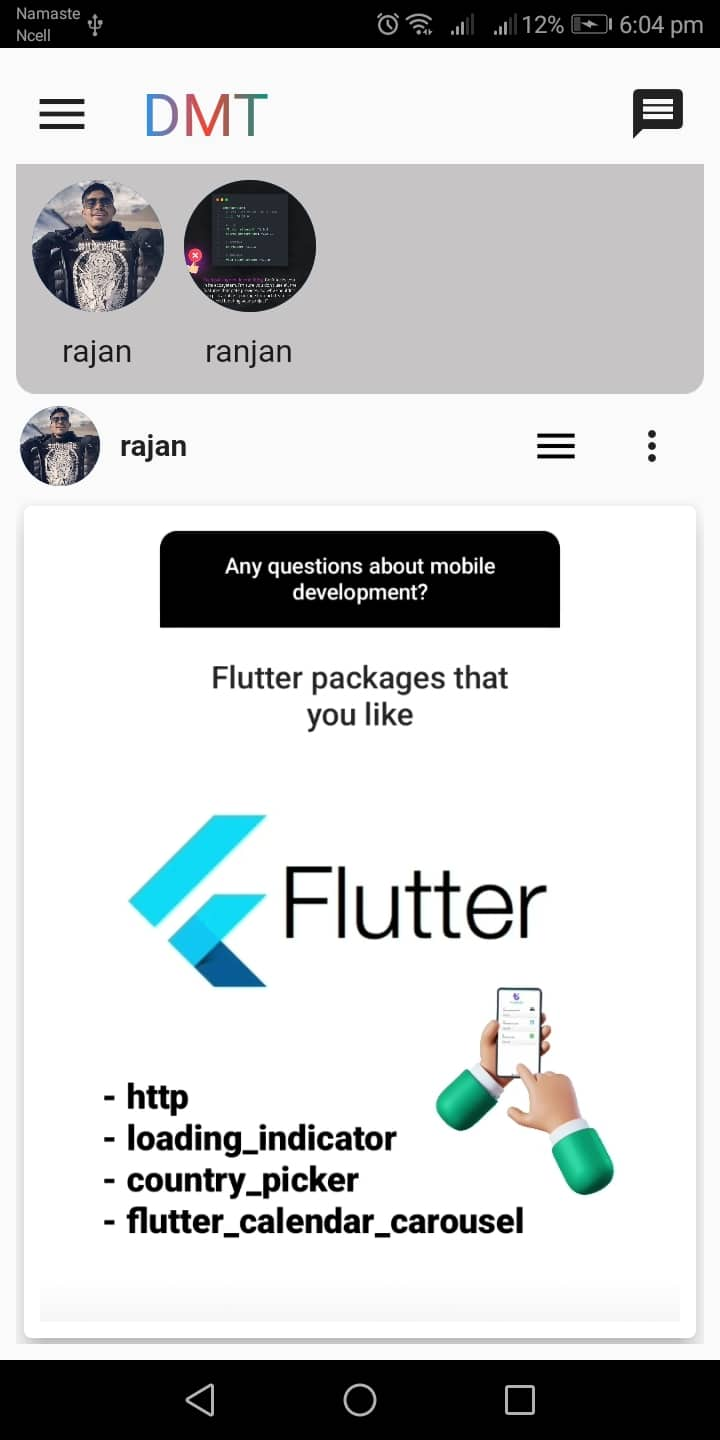 Namaste
Ncell
12%
6:04 pm
DMT
rajan
ranjan
rajan
Any questions about mobile
development?
Flutter packages that
you like
Flutter
- http
- loading_indicator
- country_picker
- flutter_calendar_carousel